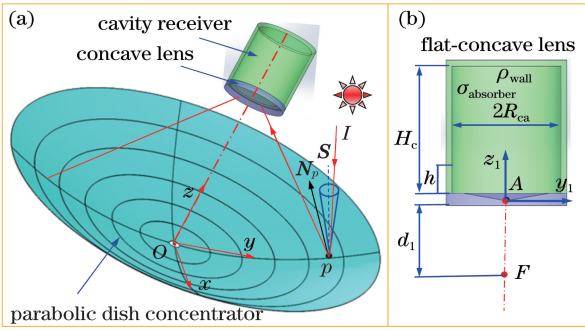 (a)
cavity receiver
concave lens
I
S
N_p
z
y
O
p
x
parabolic dish concentrator
(b)
flat-concave lens
ρ_wall
σ_absorber
2R_ca
H_c
z_1
h
A
y_1
d_1
F